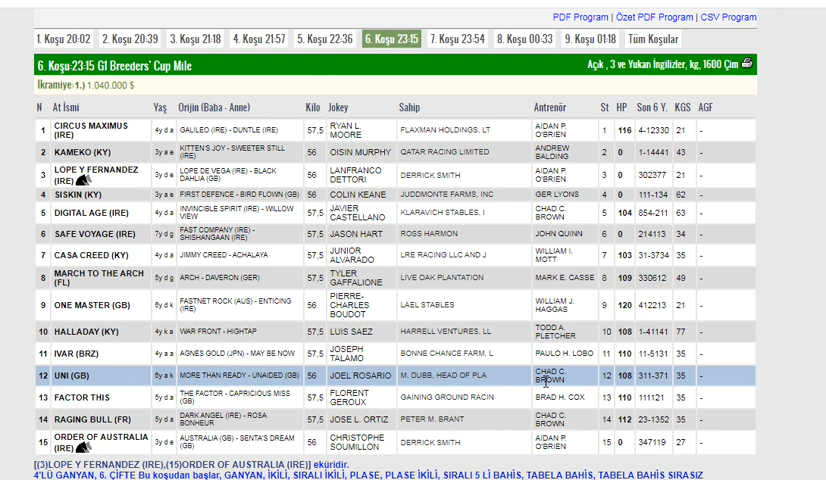 PDF Program | Özet PDF Program | CSV Program
1. Koşu 20:02 2. Koşu 20:39 3. Koşu 21:18 4. Koşu 21:57 5. Koşu 22:36 6. Koşu 23:15 7. Koşu 23:54 8. Koşu 00:33 9. Koşu 01:18 Tüm Koşular
6. Koşu:23:15 G1 Breeders' Cup Mile Açık , 3 ve Yukarı İngilizler, kg, 1600 Çim
İkramiye:1.) 1.040.000 $
N At İsmi Yaş Orijin (Baba - Anne) Kilo Jokey Sahip Antrenör St HP Son 6 Y. KGS AGF
1 CIRCUS MAXIMUS (IRE) 4y d a GALILEO (IRE) - DUNTLE (IRE) 57,5 RYAN L. MOORE FLAXMAN HOLDINGS, LT AIDAN P. O'BRIEN 1 116 4-12330 21 -
2 KAMEKO (KY) 3y a e KITTEN'S JOY - SWEETER STILL (IRE) 56 OISIN MURPHY QATAR RACING LIMITED ANDREW BALDING 2 0 1-14441 43 -
3 LOPE Y FERNANDEZ (IRE) 3y d e LOPE DE VEGA (IRE) - BLACK DAHLIA (GB) 56 LANFRANCO DETTORI DERRICK SMITH AIDAN P. O'BRIEN 3 0 302377 21 -
4 SISKIN (KY) 3y a e FIRST DEFENCE - BIRD FLOWN (GB) 56 COLIN KEANE JUDDMONTE FARMS, INC GER LYONS 4 0 111-134 62 -
5 DIGITAL AGE (IRE) 4y d a INVINCIBLE SPIRIT (IRE) - WILLOW VIEW 57,5 JAVIER CASTELLANO KLARAVICH STABLES, I CHAD C. BROWN 5 104 854-211 63 -
6 SAFE VOYAGE (IRE) 7y d g FAST COMPANY (IRE) - SHISHANGAAN (IRE) 57,5 JASON HART ROSS HARMON JOHN QUINN 6 0 214113 34 -
7 CASA CREED (KY) 4y d a JIMMY CREED - ACHALAYA 57,5 JUNIOR ALVARADO LRE RACING LLC AND J WILLIAM I. MOTT 7 103 31-3734 35 -
8 MARCH TO THE ARCH (FL) 5y d g ARCH - DAVERON (GER) 57,5 TYLER GAFFALIONE LIVE OAK PLANTATION MARK E. CASSE 8 109 330612 49 -
9 ONE MASTER (GB) 6y d k FASTNET ROCK (AUS) - ENTICING (IRE) 56 PIERRE-CHARLES BOUDOT LAEL STABLES WILLIAM J. HAGGAS 9 120 412213 21 -
10 HALLADAY (KY) 4y k a WAR FRONT - HIGHTAP 57,5 LUIS SAEZ HARRELL VENTURES, LL TODD A. PLETCHER 10 108 1-41141 77 -
11 IVAR (BRZ) 4y a a AGNES GOLD (JPN) - MAY BE NOW 57,5 JOSEPH TALAMO BONNE CHANCE FARM, L PAULO H. LOBO 11 110 11-5131 35 -
12 UNI (GB) 6y a k MORE THAN READY - UNAIDED (GB) 56 JOEL ROSARIO M. DUBB, HEAD OF PLA CHAD C. BROWN 12 108 311-371 35 -
13 FACTOR THIS 5y d a THE FACTOR - CAPRICIOUS MISS (GB) 57,5 FLORENT GEROUX GAINING GROUND RACIN BRAD H. COX 13 110 111121 35 -
14 RAGING BULL (FR) 5y d a DARK ANGEL (IRE) - ROSA BONHEUR 57,5 JOSE L. ORTIZ PETER M. BRANT CHAD C. BROWN 14 112 23-1352 35 -
15 ORDER OF AUSTRALIA (IRE) 3y d e AUSTRALIA (GB) - SENTA'S DREAM (GB) 56 CHRISTOPHE SOUMILLON DERRICK SMITH AIDAN P. O'BRIEN 15 0 347119 27 -
[(3)LOPE Y FERNANDEZ (IRE),(15)ORDER OF AUSTRALIA (IRE)] eküridir.
4'LÜ GANYAN, 6. ÇİFTE Bu koşudan başlar, GANYAN, İKİLİ, SIRALI İKİLİ, PLASE, PLASE İKİLİ, SIRALI 5 Lİ BAHİS, TABELA BAHİS, TABELA BAHİS SIRASIZ